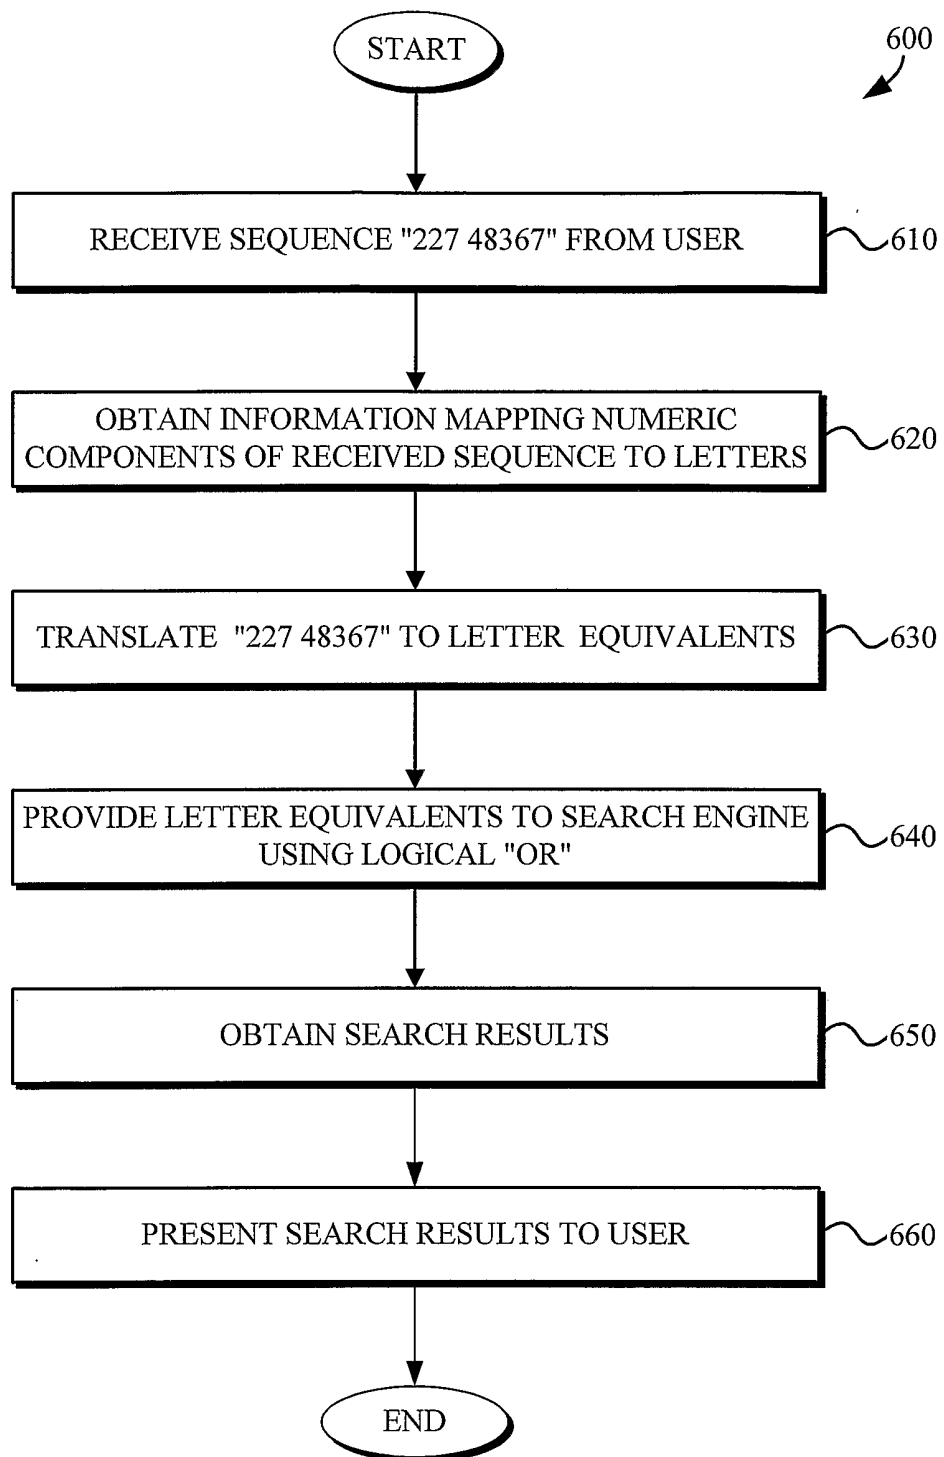 START
600
RECEIVE SEQUENCE "227 48367" FROM USER
610
OBTAIN INFORMATION MAPPING NUMERIC
COMPONENTS OF RECEIVED SEQUENCE TO LETTERS
620
TRANSLATE "227 48367" TO LETTER EQUIVALENTS
630
PROVIDE LETTER EQUIVALENTS TO SEARCH ENGINE
USING LOGICAL "OR"
640
OBTAIN SEARCH RESULTS
650
PRESENT SEARCH RESULTS TO USER
660
END